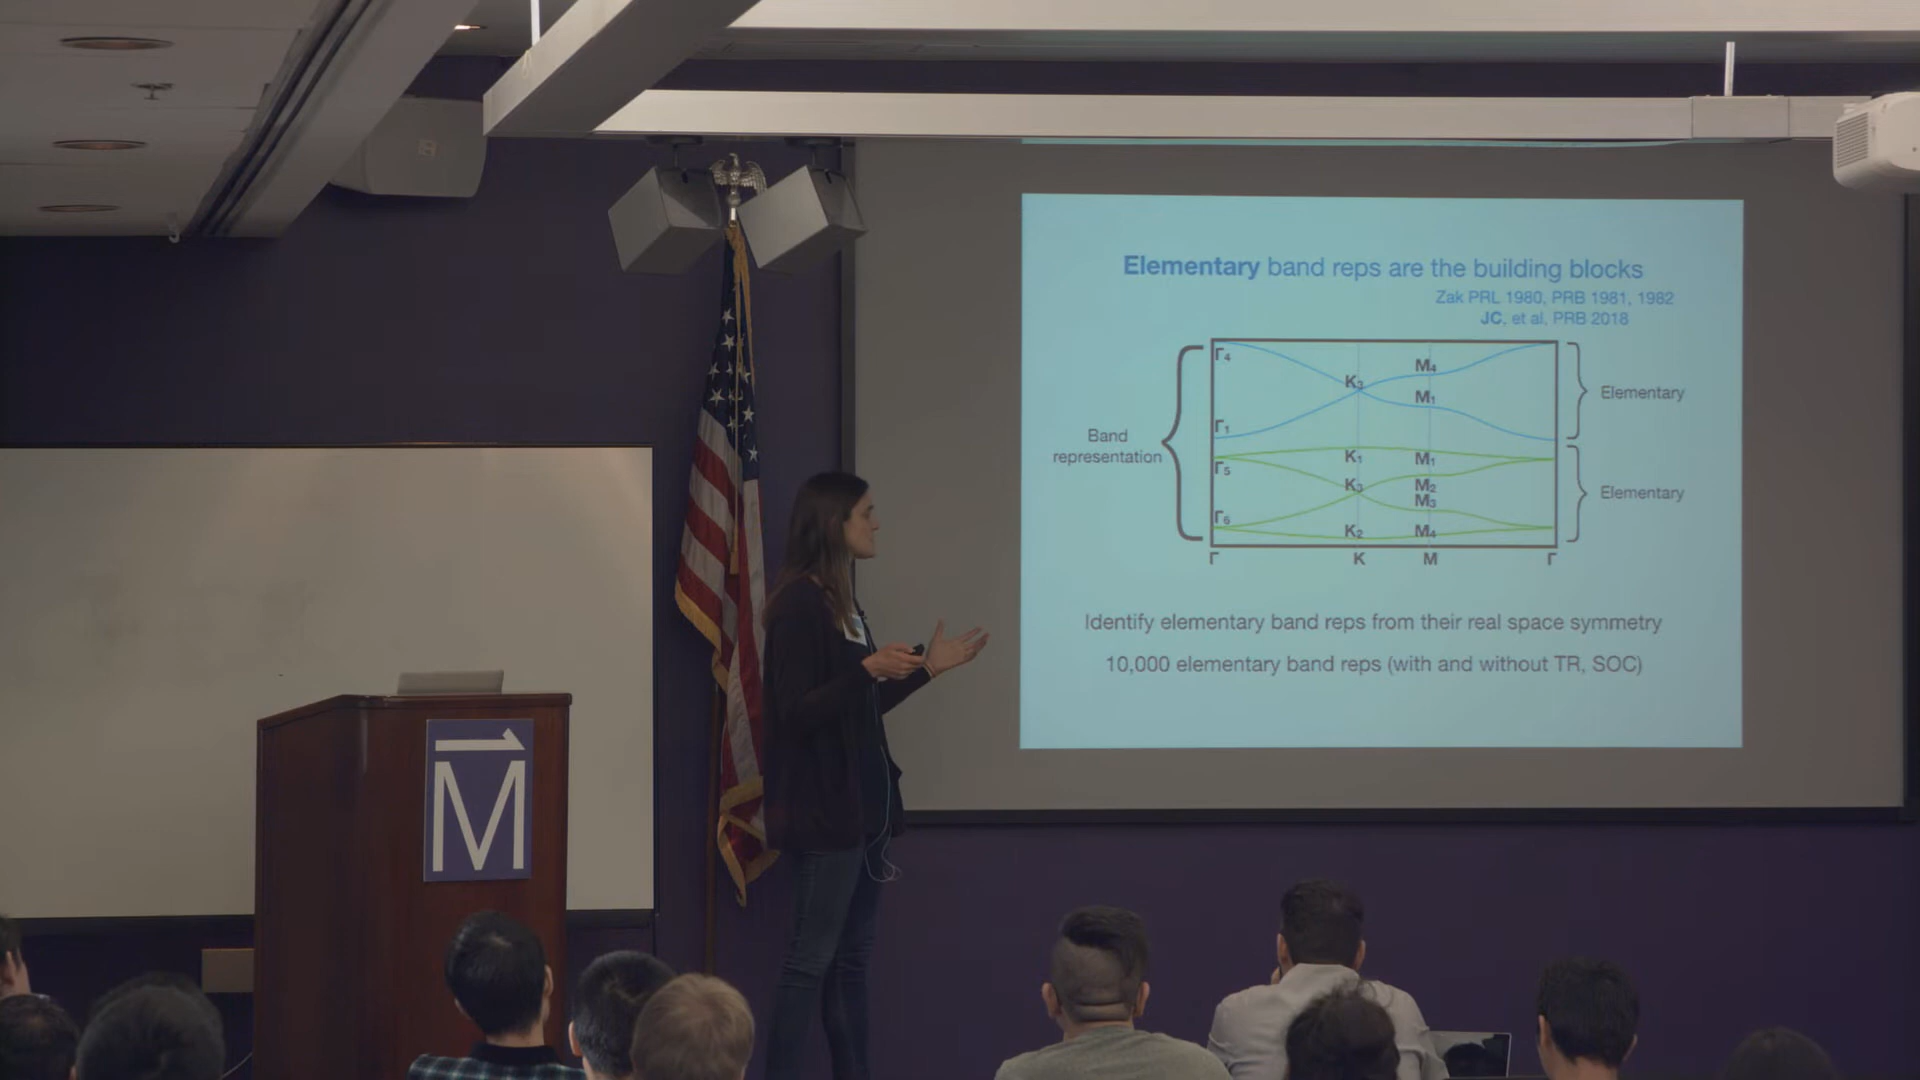 Elementary band reps are the building blocks
Zak PRL 1980, PRB 1981, 1982
JC, et al, PRB 2018
Γ4
K3
M4
M1
Elementary
Γ1
Band
representation
K1
M1
Γ5
K3
M2
M3
Elementary
Γ6
K2
M4
Γ
K
M
Γ
Identify elementary band reps from their real space symmetry
10,000 elementary band reps (with and without TR, SOC)
M